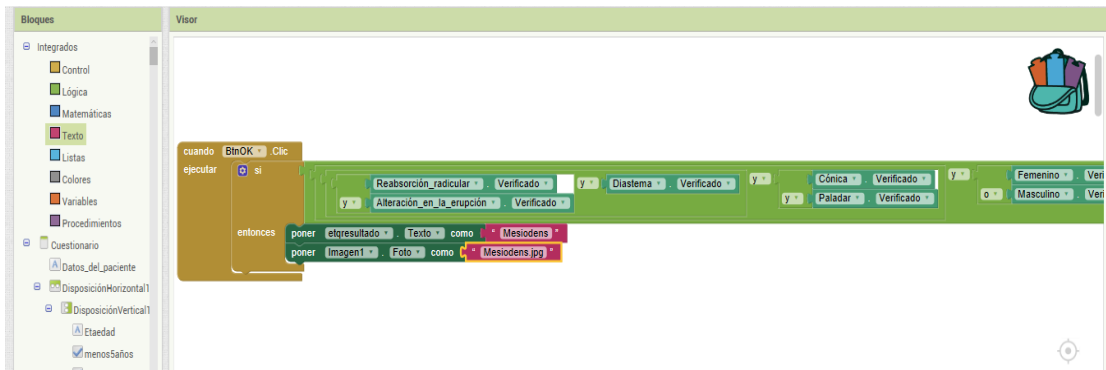 Bloques
Visor
Integrados
Control
Lógica
Matemáticas
Texto
Listas
Colores
Variables
Procedimientos
Cuestionario
Datos_del_paciente
DisposiciónHorizontal1
DisposiciónVertical1
Etaedad
menos5años
cuando BtnOK .Clic
ejecutar si
Reabsorción_radicular . Verificado y Diastema . Verificado y Cónica . Verificado y Femenino . Veri
y Alteración_en_la_erupción . Verificado y Paladar . Verificado o Masculino . Veri
entonces poner etqresultado . Texto como " Mesiodens "
poner Imagen1 . Foto como " Mesiodens.jpg "